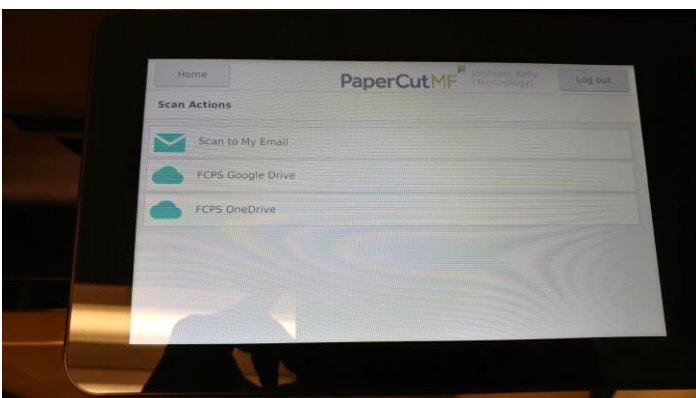 Home
PaperCutMF
Johnson, Kelly
(Technology)
Log out
Scan Actions
Scan to My Email
FCPS Google Drive
FCPS OneDrive